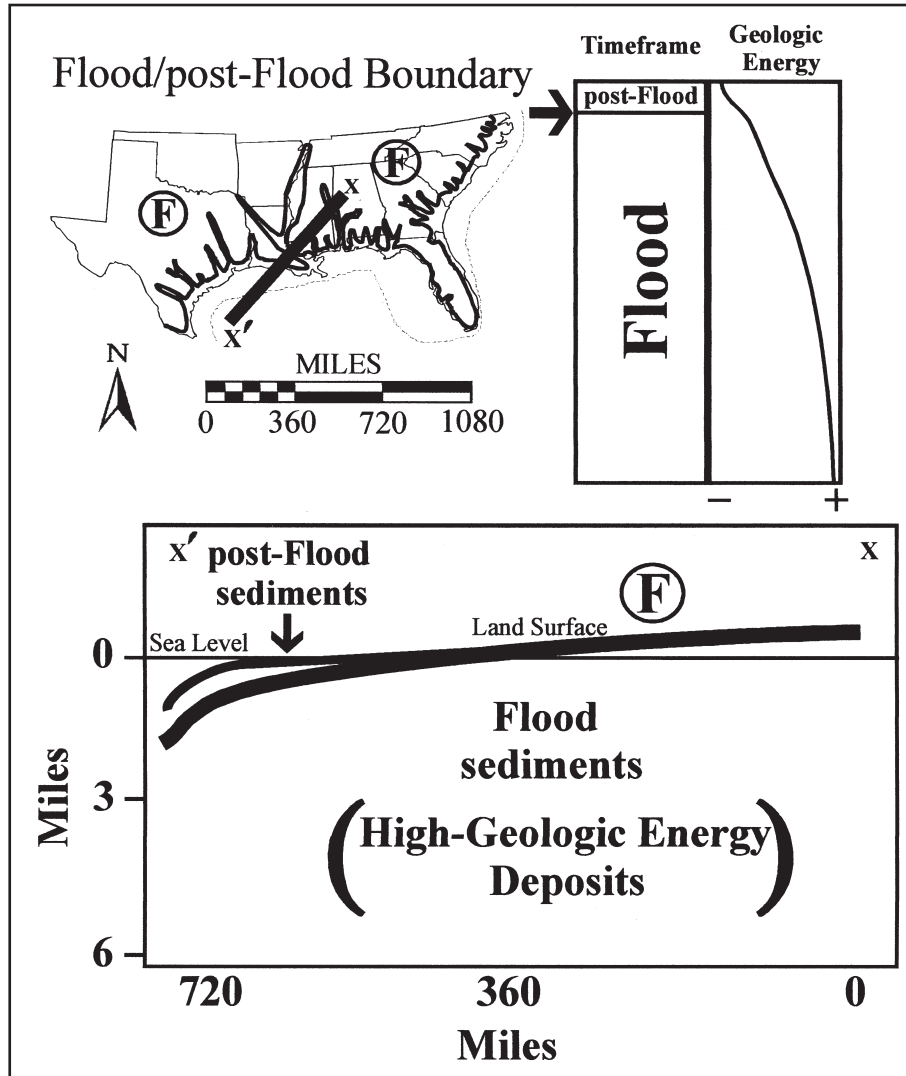 Flood/post-Flood Boundary
F
F
x
x′
N
MILES
0 360 720 1080
Timeframe
Geologic
Energy
post-Flood
Flood
− +
x′ post-Flood
sediments
x
F
Sea Level
Land Surface
0
3
6
Miles
Flood
sediments
(High-Geologic Energy
Deposits)
720 360 0
Miles